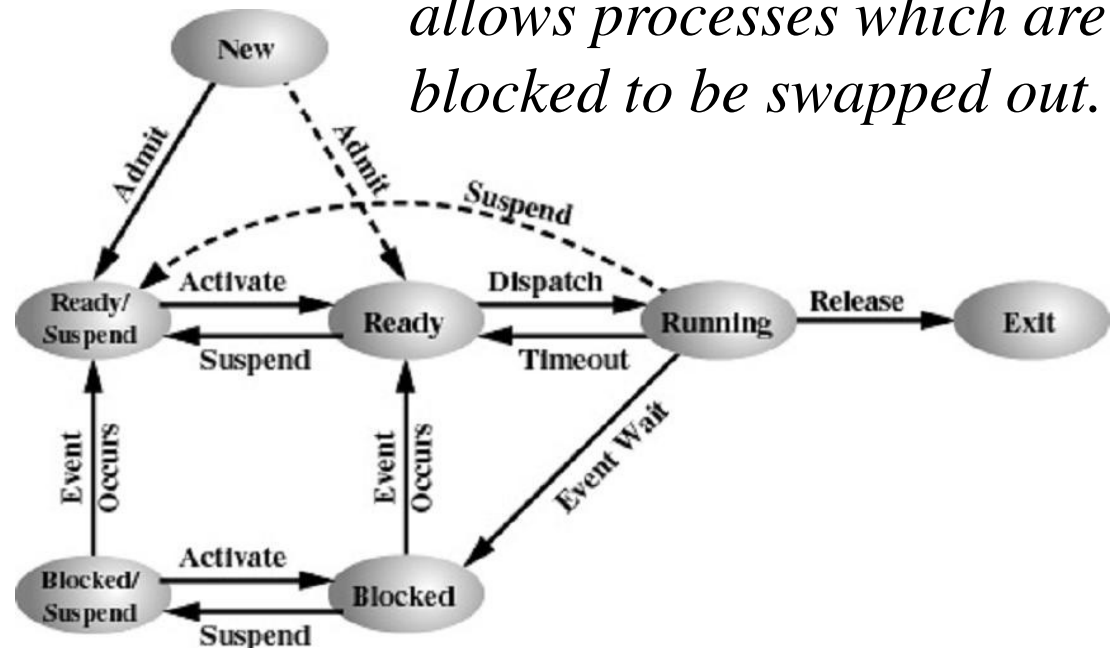 allows processes which are
blocked to be swapped out.
New
Admit
Admit
Suspend
Ready/
Suspend
Activate
Suspend
Ready
Dispatch
Timeout
Running
Release
Exit
Event
Occurs
Event
Occurs
Event Wait
Blocked/
Suspend
Activate
Suspend
Blocked